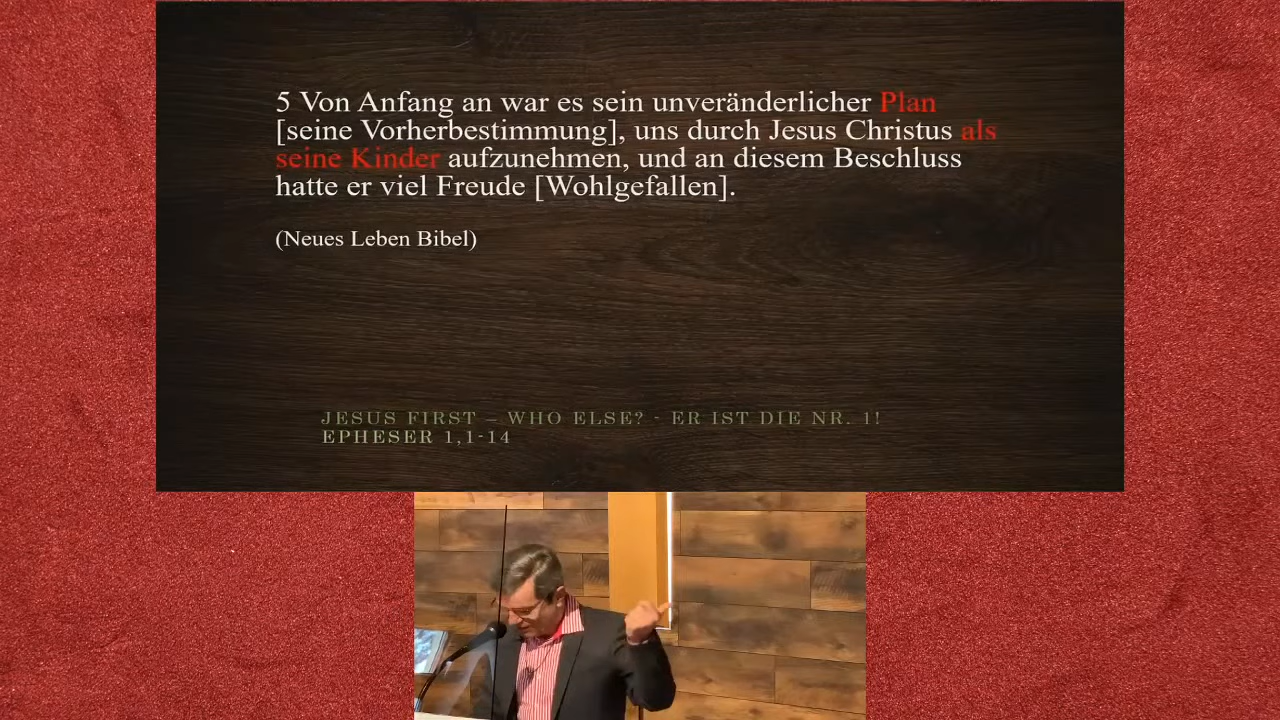 5 Von Anfang an war es sein unveränderlicher Plan
[seine Vorherbestimmung], uns durch Jesus Christus als
seine Kinder aufzunehmen, und an diesem Beschluss
hatte er viel Freude [Wohlgefallen].
(Neues Leben Bibel)
JESUS FIRST – WHO ELSE? - ER IST DIE NR. 1!
EPHESER 1,1-14